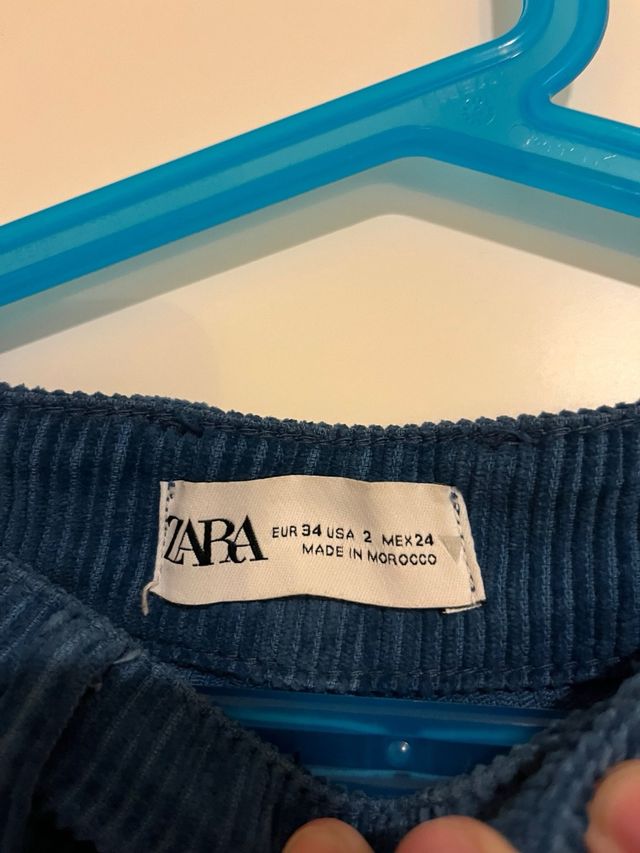 ZARA
EUR 34 USA 2 MEX 24
MADE IN MOROCCO